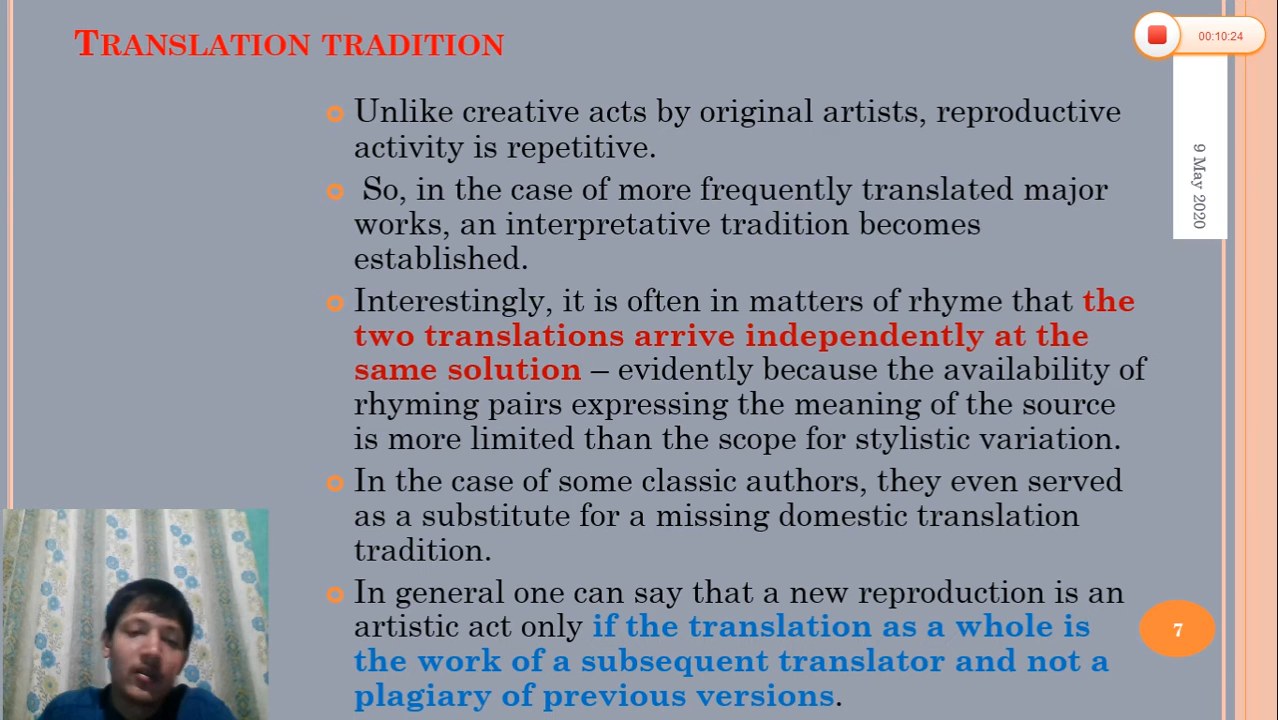 TRANSLATION TRADITION
00:10:24
Unlike creative acts by original artists, reproductive
activity is repetitive.
So, in the case of more frequently translated major
works, an interpretative tradition becomes
established.
Interestingly, it is often in matters of rhyme that the
two translations arrive independently at the
same solution – evidently because the availability of
rhyming pairs expressing the meaning of the source
is more limited than the scope for stylistic variation.
In the case of some classic authors, they even served
as a substitute for a missing domestic translation
tradition.
In general one can say that a new reproduction is an
artistic act only if the translation as a whole is
the work of a subsequent translator and not a
plagiary of previous versions.
9 May 2020
7